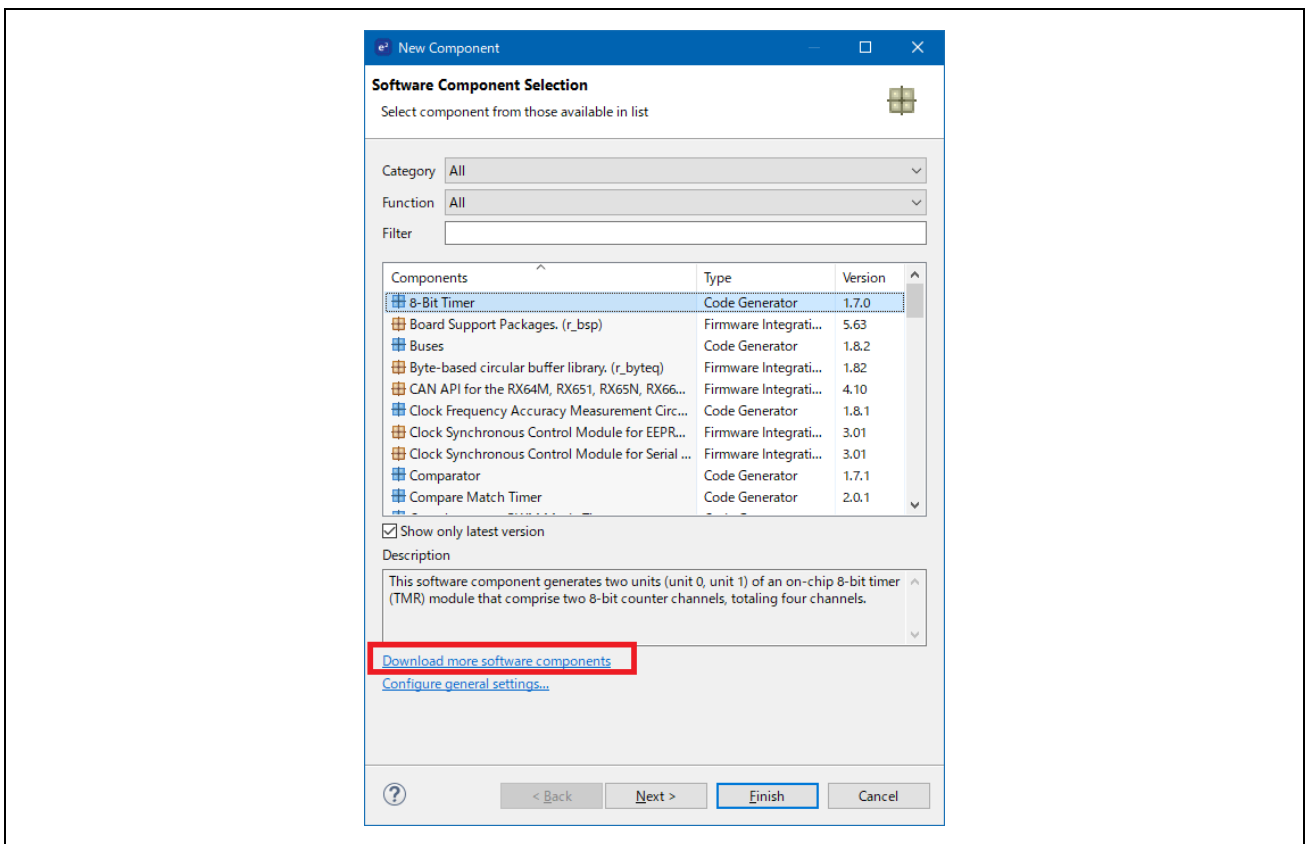 e² New Component
Software Component Selection
Select component from those available in list
Category All
Function All
Filter
Components Type Version
8-Bit Timer Code Generator 1.7.0
Board Support Packages. (r_bsp) Firmware Integrati... 5.63
Buses Code Generator 1.8.2
Byte-based circular buffer library. (r_byteq) Firmware Integrati... 1.82
CAN API for the RX64M, RX651, RX65N, RX66... Firmware Integrati... 4.10
Clock Frequency Accuracy Measurement Circ... Code Generator 1.8.1
Clock Synchronous Control Module for EEPR... Firmware Integrati... 3.01
Clock Synchronous Control Module for Serial ... Firmware Integrati... 3.01
Comparator Code Generator 1.7.1
Compare Match Timer Code Generator 2.0.1
Show only latest version
Description
This software component generates two units (unit 0, unit 1) of an on-chip 8-bit timer
(TMR) module that comprise two 8-bit counter channels, totaling four channels.
Download more software components
Configure general settings...
? < Back Next > Finish Cancel